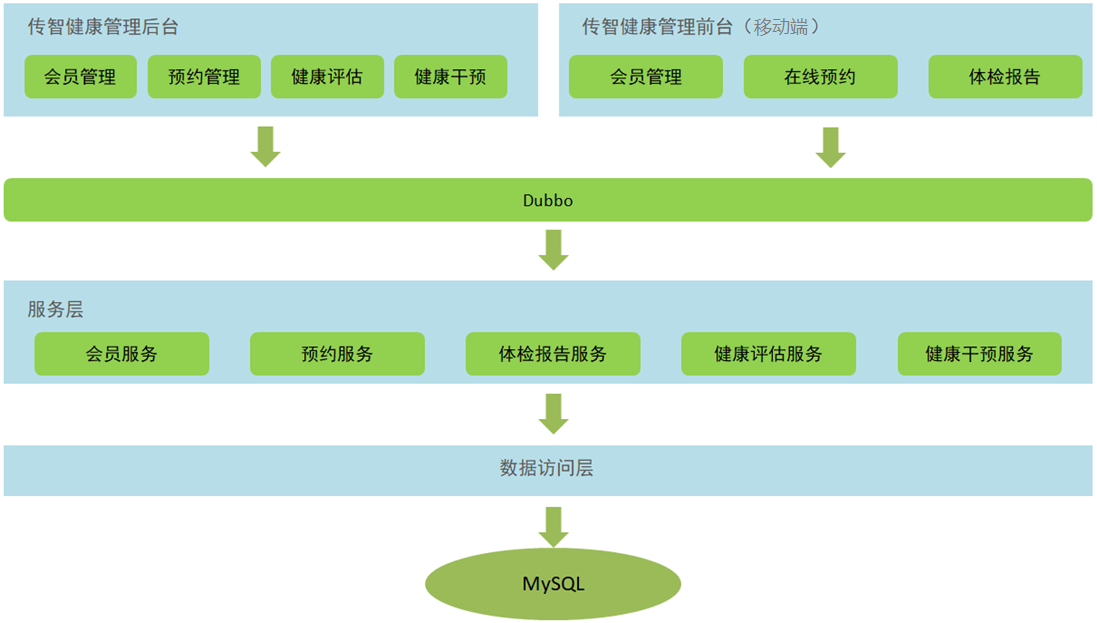 传智健康管理后台
会员管理 预约管理 健康评估 健康干预
传智健康管理前台（移动端）
会员管理 在线预约 体检报告
Dubbo
服务层
会员服务 预约服务 体检报告服务 健康评估服务 健康干预服务
数据访问层
MySQL